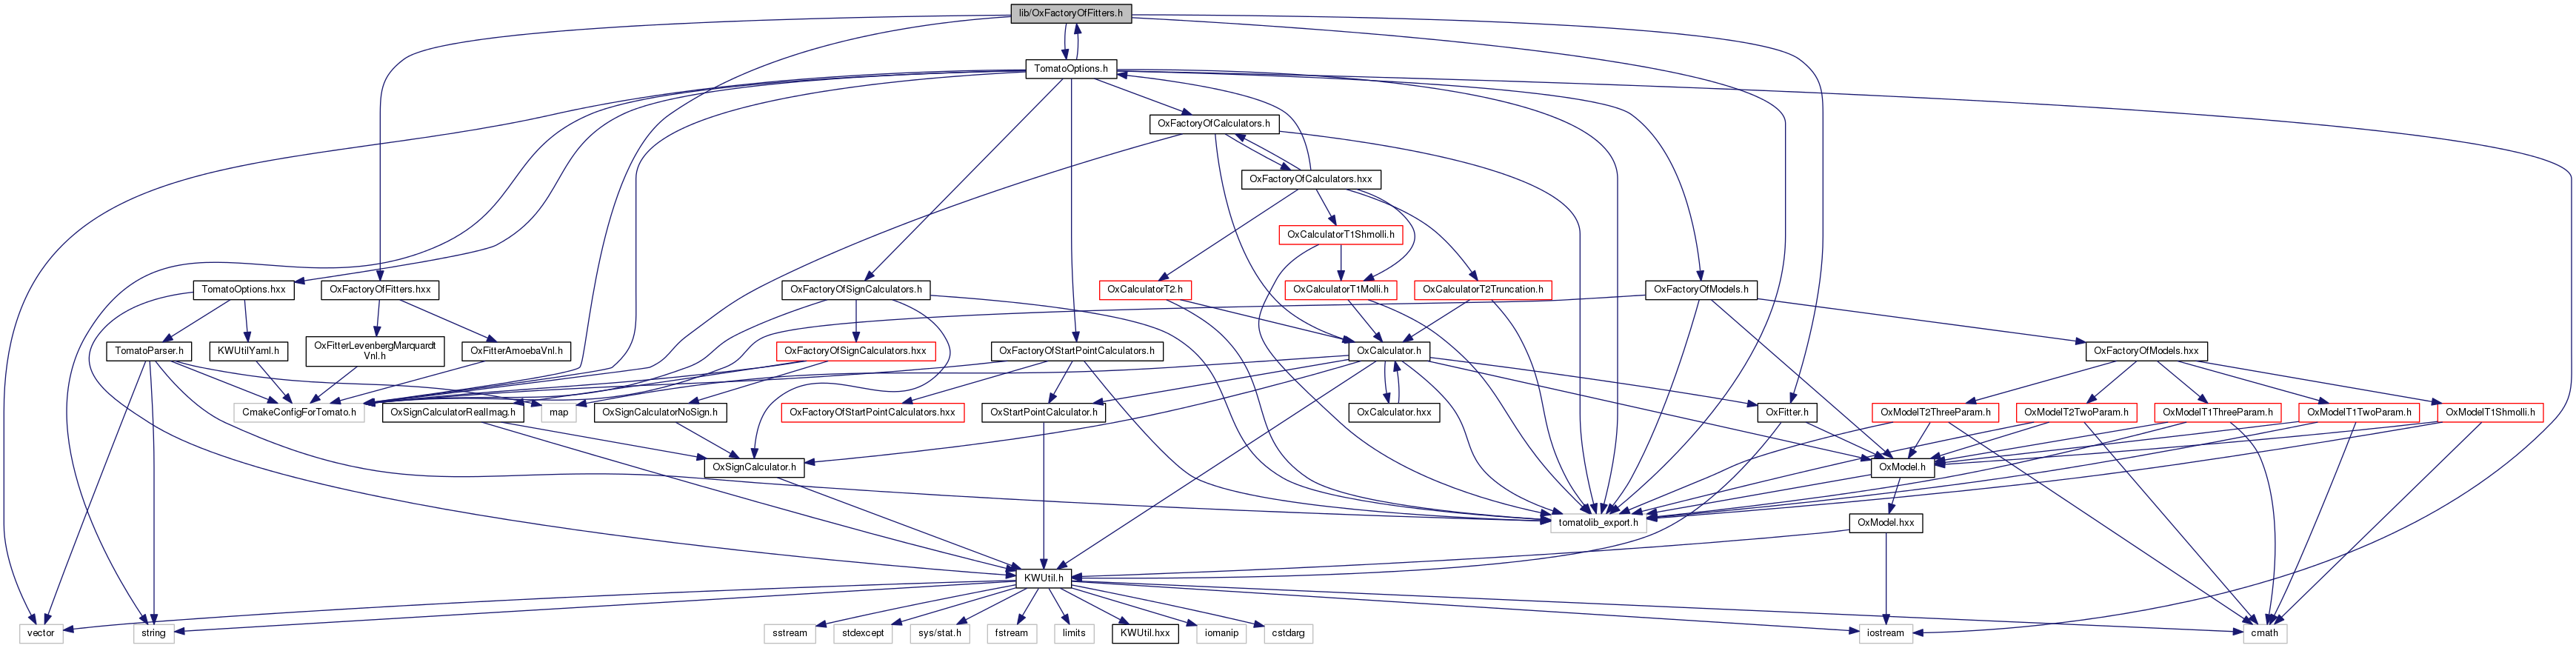 lib/OxFactoryOfFitters.h
TomatoOptions.h
OxFactoryOfCalculators.h
OxFactoryOfCalculators.hxx
OxCalculatorT1Shmolli.h
TomatoOptions.hxx
OxFactoryOfFitters.hxx
OxFactoryOfSignCalculators.h
OxCalculatorT2.h
OxCalculatorT1Molli.h
OxCalculatorT2Truncation.h
OxFactoryOfModels.h
TomatoParser.h
KWUtilYaml.h
OxFitterLevenbergMarquardt
Vnl.h
OxFitterAmoebaVnl.h
OxFactoryOfSignCalculators.hxx
OxFactoryOfStartPointCalculators.h
OxCalculator.h
OxFactoryOfModels.hxx
CmakeConfigForTomato.h
OxSignCalculatorRealImag.h
map
OxSignCalculatorNoSign.h
OxFactoryOfStartPointCalculators.hxx
OxStartPointCalculator.h
OxCalculator.hxx
OxFitter.h
OxModelT2ThreeParam.h
OxModelT2TwoParam.h
OxModelT1ThreeParam.h
OxModelT1TwoParam.h
OxModelT1Shmolli.h
OxSignCalculator.h
OxModel.h
tomatolib_export.h
OxModel.hxx
KWUtil.h
vector
string
sstream
stdexcept
sys/stat.h
fstream
limits
KWUtil.hxx
iomanip
cstdarg
iostream
cmath